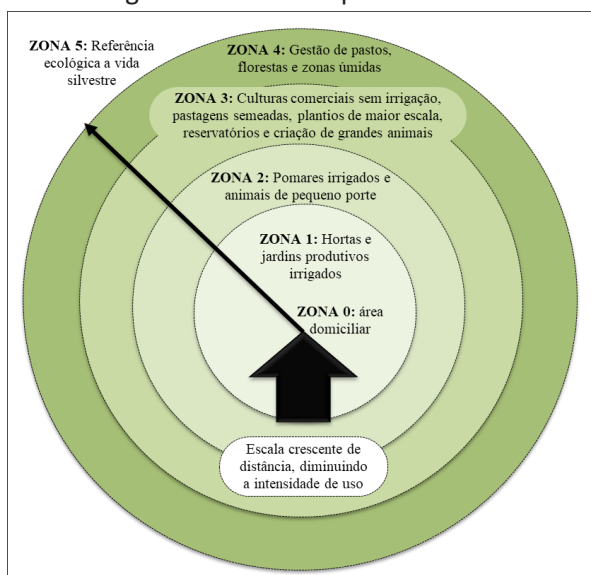 ZONA 5: Referência
ecológica a vida
silvestre
ZONA 4: Gestão de pastos,
florestas e zonas úmidas
ZONA 3: Culturas comerciais sem irrigação,
pastagens semeadas, plantios de maior escala,
reservatórios e criação de grandes animais
ZONA 2: Pomares irrigados e
animais de pequeno porte
ZONA 1: Hortas e
jardins produtivos
irrigados
ZONA 0: área
domiciliar
Escala crescente de
distância, diminuindo
a intensidade de uso